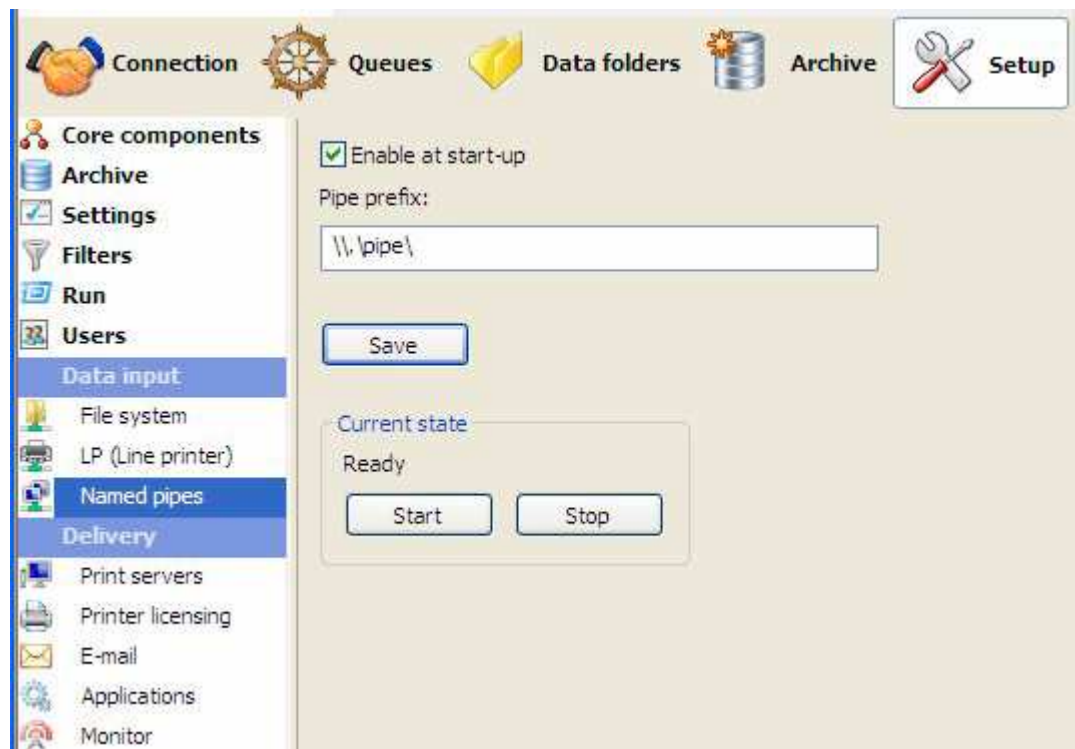 Connection Queues Data folders Archive Setup
Core components
Archive
Settings
Filters
Run
Users
Data input
File system
LP (Line printer)
Named pipes
Delivery
Print servers
Printer licensing
E-mail
Applications
Monitor
Enable at start-up
Pipe prefix:
\\.\pipe\
Save
Current state
Ready
Start Stop